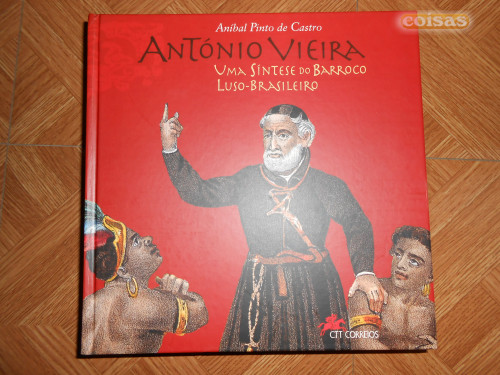 coisas
Aníbal Pinto de Castro
ANTÓNIO VIEIRA
UMA SÍNTESE DO BARROCO
LUSO-BRASILEIRO
CTT CORREIOS